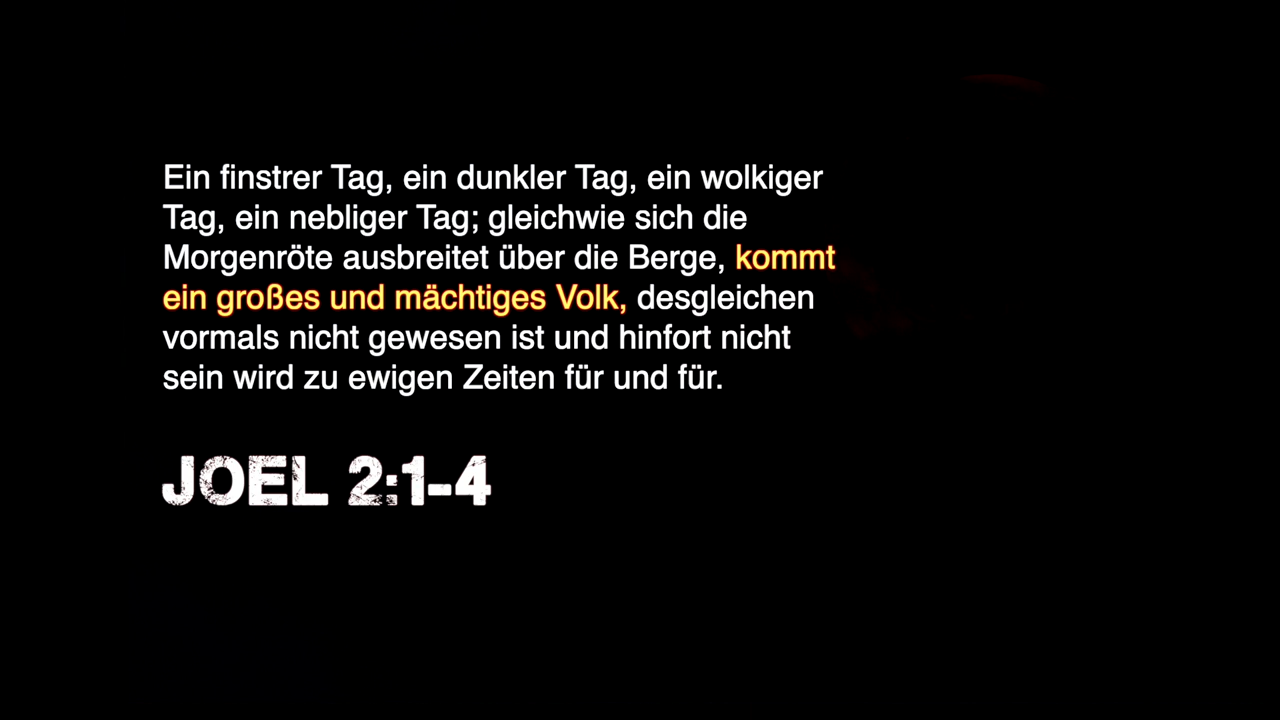 Ein finstrer Tag, ein dunkler Tag, ein wolkiger
Tag, ein nebliger Tag; gleichwie sich die
Morgenröte ausbreitet über die Berge, kommt
ein großes und mächtiges Volk, desgleichen
vormals nicht gewesen ist und hinfort nicht
sein wird zu ewigen Zeiten für und für.
JOEL 2:1-4